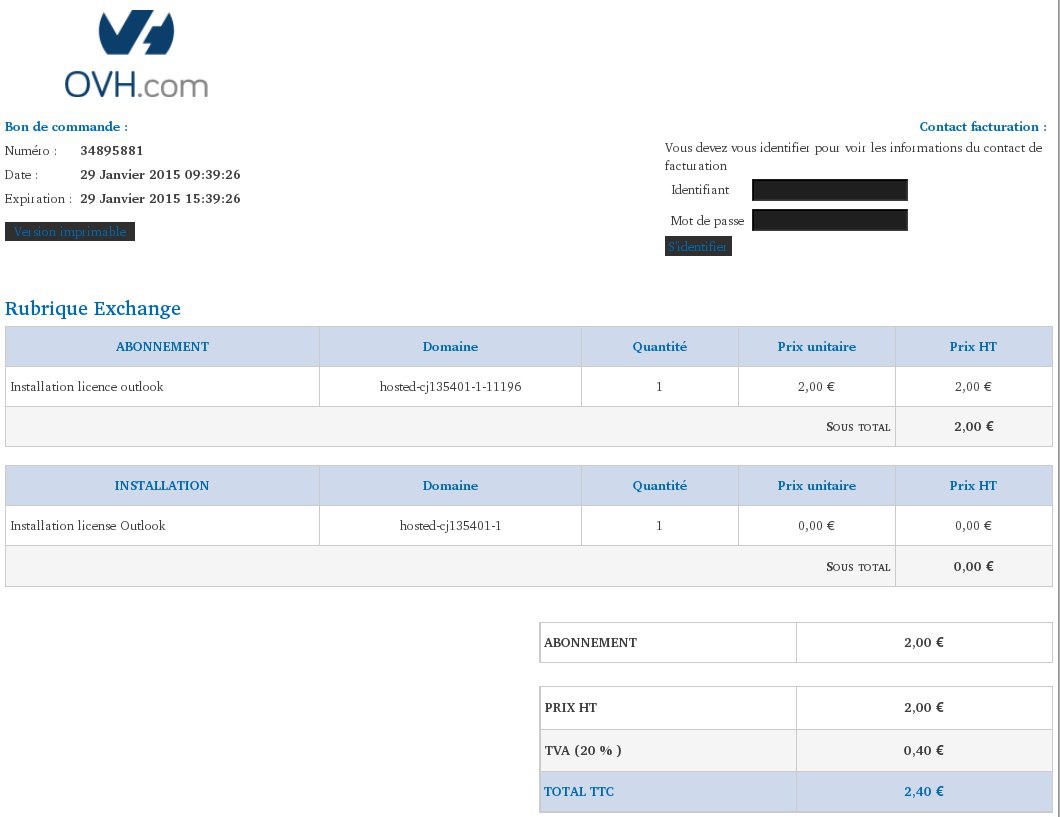 OVH.com
Bon de commande :
Numéro : 34895881
Date : 29 Janvier 2015 09:39:26
Expiration : 29 Janvier 2015 15:39:26
Version imprimable
Contact facturation :
Vous devez vous identifier pour voir les informations du contact de
facturation
Identifiant
Mot de passe
S'identifier
Rubrique Exchange
ABONNEMENT Domaine Quantité Prix unitaire Prix HT
Installation licence outlook hosted-cj135401-1-11196 1 2,00 € 2,00 €
Sous total 2,00 €
INSTALLATION Domaine Quantité Prix unitaire Prix HT
Installation license Outlook hosted-cj135401-1 1 0,00 € 0,00 €
Sous total 0,00 €
ABONNEMENT 2,00 €
PRIX HT 2,00 €
TVA (20 % ) 0,40 €
TOTAL TTC 2,40 €